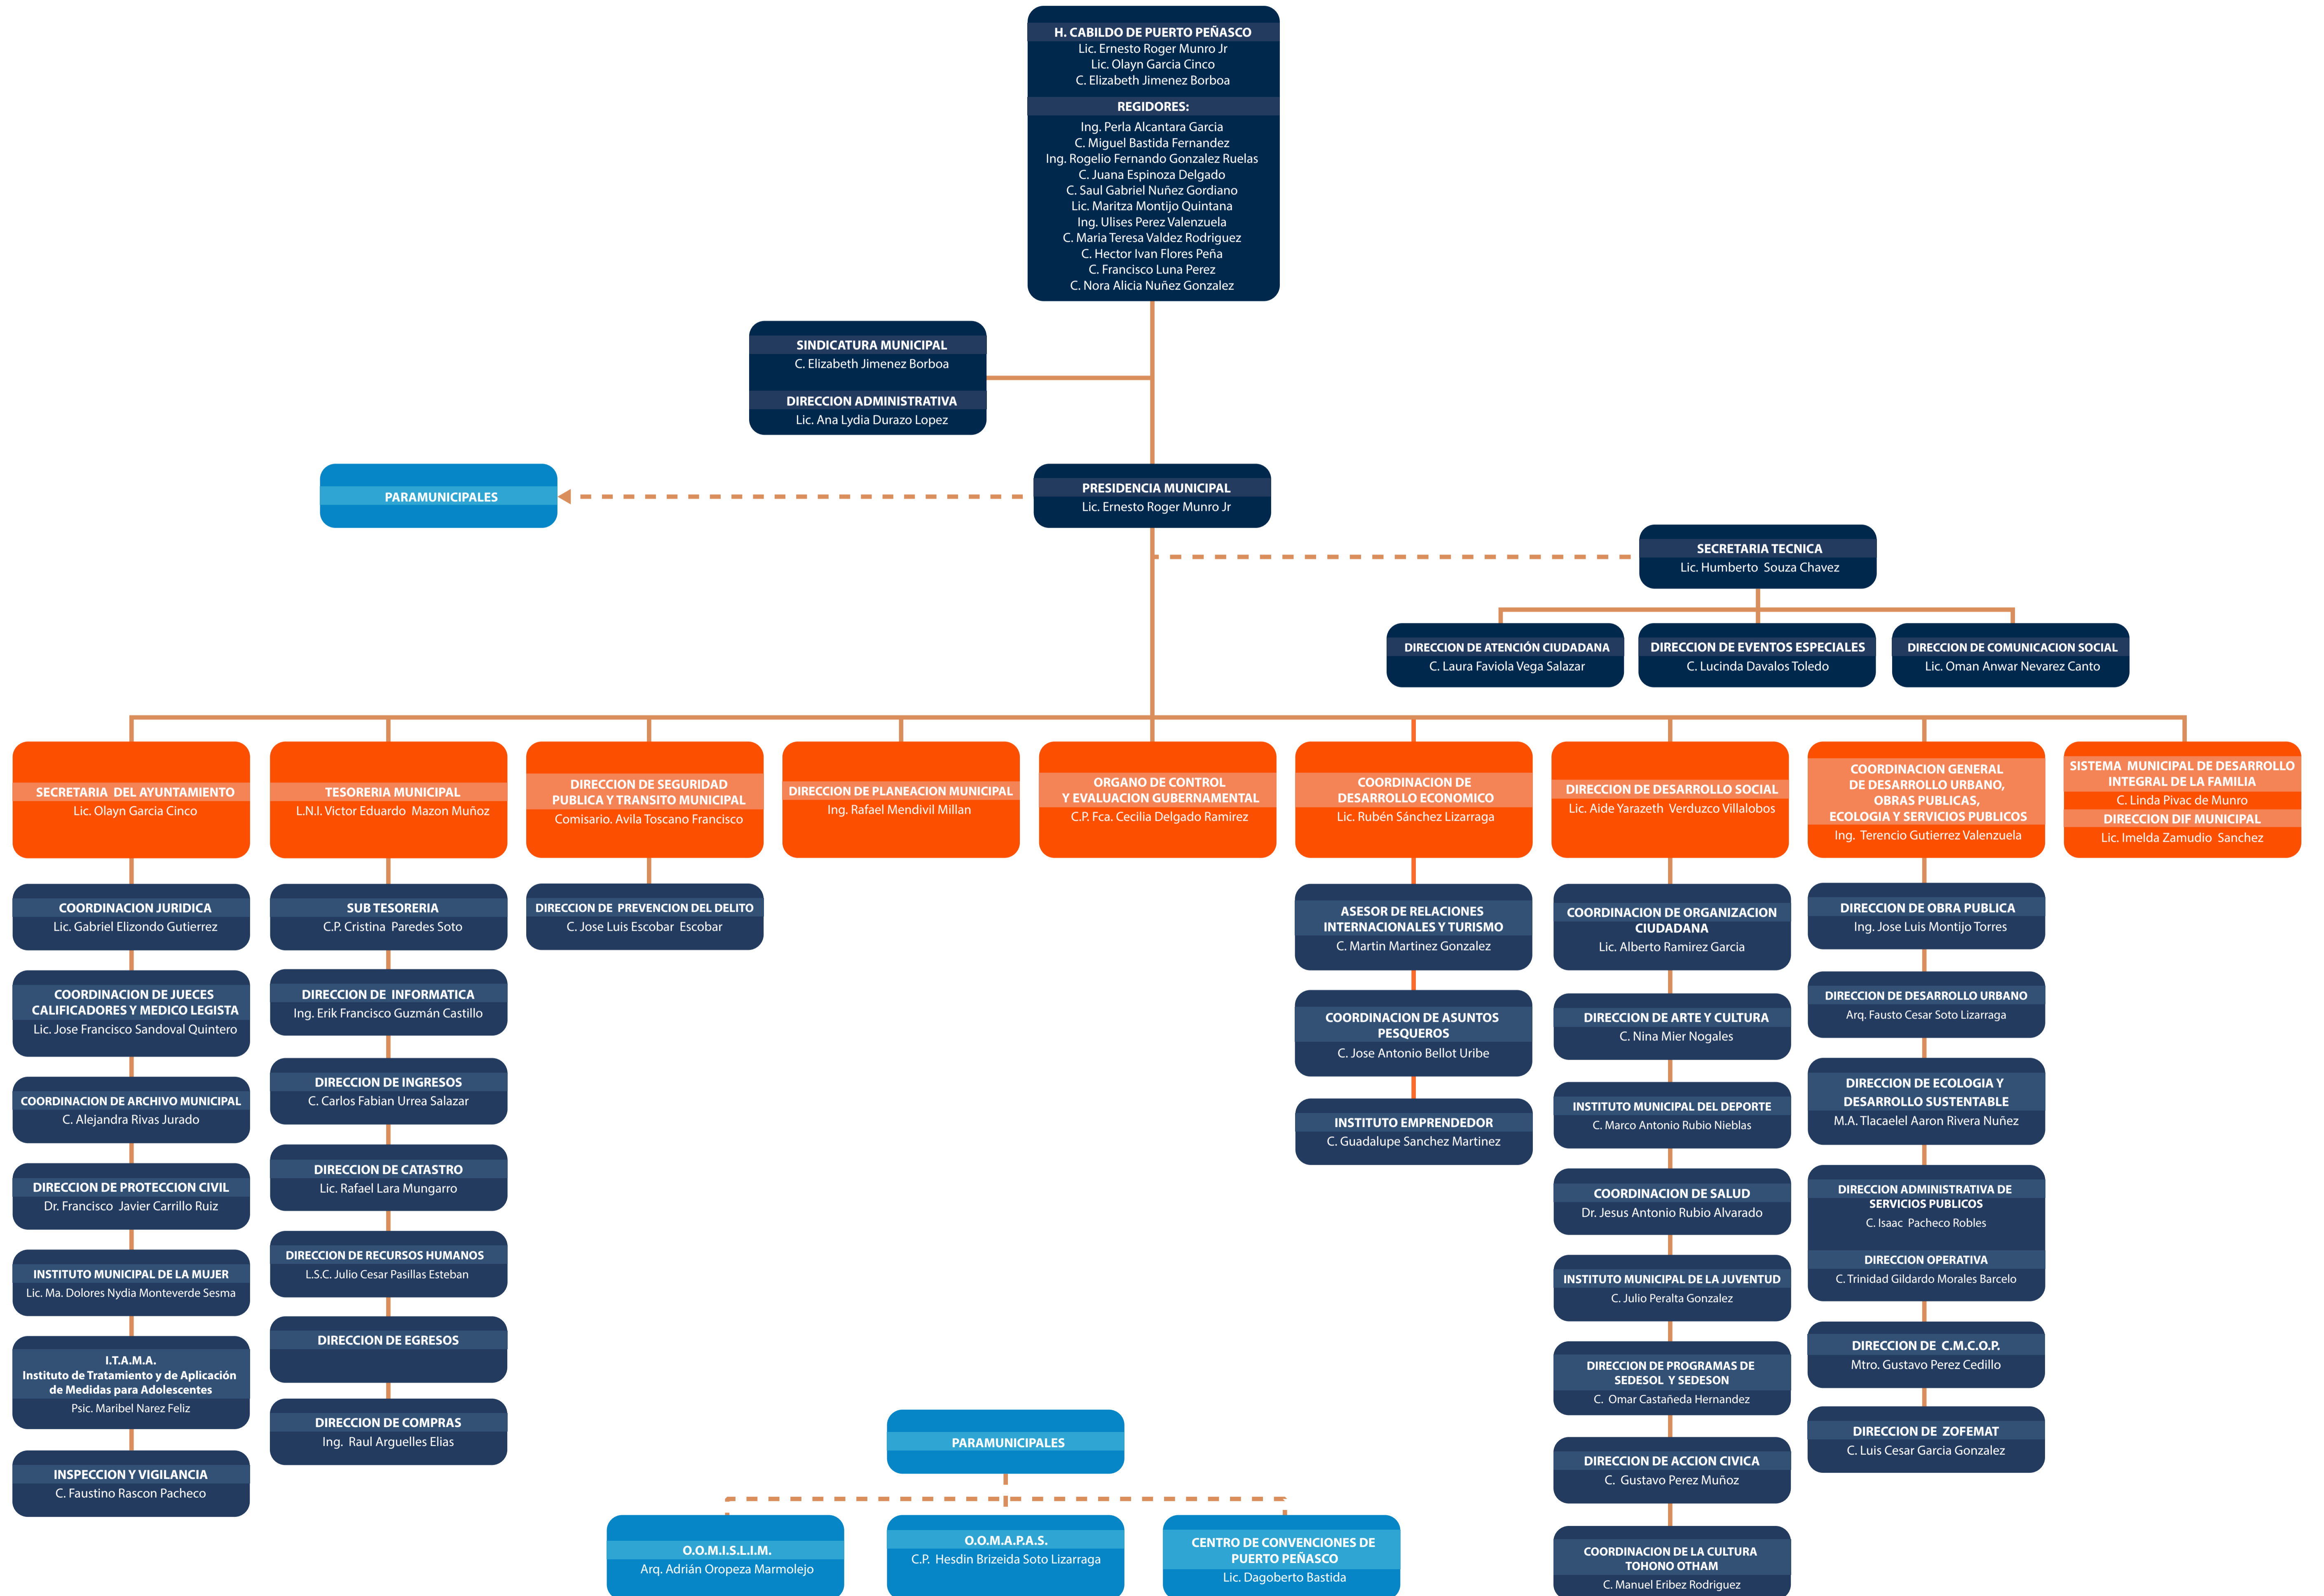 H. CABILDO DE PUERTO PEÑASCO
Lic. Ernesto Roger Munro Jr
Lic. Olayn Garcia Cinco
C. Elizabeth Jimenez Borboa
REGIDORES:
Ing. Perla Alcantara Garcia
C. Miguel Bastida Fernandez
Ing. Rogelio Fernando Gonzalez Ruelas
C. Juana Espinoza Delgado
C. Saul Gabriel Nuñez Gordiano
Lic. Maritza Montijo Quintana
Ing. Ulises Perez Valenzuela
C. Maria Teresa Valdez Rodriguez
C. Hector Ivan Flores Peña
C. Francisco Luna Perez
C. Nora Alicia Nuñez Gonzalez
SINDICATURA MUNICIPAL
C. Elizabeth Jimenez Borboa
DIRECCION ADMINISTRATIVA
Lic. Ana Lydia Durazo Lopez
PARAMUNICIPALES
PRESIDENCIA MUNICIPAL
Lic. Ernesto Roger Munro Jr
SECRETARIA TECNICA
Lic. Humberto Souza Chavez
DIRECCION DE ATENCIÓN CIUDADANA
C. Laura Faviola Vega Salazar
DIRECCION DE EVENTOS ESPECIALES
C. Lucinda Davalos Toledo
DIRECCION DE COMUNICACION SOCIAL
Lic. Oman Anwar Nevarez Canto
SECRETARIA DEL AYUNTAMIENTO
Lic. Olayn Garcia Cinco
TESORERIA MUNICIPAL
L.N.I. Victor Eduardo Mazon Muñoz
DIRECCION DE SEGURIDAD
PUBLICA Y TRANSITO MUNICIPAL
Comisario. Avila Toscano Francisco
DIRECCION DE PLANEACION MUNICIPAL
Ing. Rafael Mendivil Millan
ORGANO DE CONTROL
Y EVALUACION GUBERNAMENTAL
C.P. Fca. Cecilia Delgado Ramirez
COORDINACION DE
DESARROLLO ECONOMICO
Lic. Rubén Sánchez Lizarraga
DIRECCION DE DESARROLLO SOCIAL
Lic. Aide Yarazeth Verduzco Villalobos
COORDINACION GENERAL
DE DESARROLLO URBANO,
OBRAS PUBLICAS,
ECOLOGIA Y SERVICIOS PUBLICOS
Ing. Terencio Gutierrez Valenzuela
SISTEMA MUNICIPAL DE DESARROLLO
INTEGRAL DE LA FAMILIA
C. Linda Pivac de Munro
DIRECCION DIF MUNICIPAL
Lic. Imelda Zamudio Sanchez
COORDINACION JURIDICA
Lic. Gabriel Elizondo Gutierrez
COORDINACION DE JUECES
CALIFICADORES Y MEDICO LEGISTA
Lic. Jose Francisco Sandoval Quintero
COORDINACION DE ARCHIVO MUNICIPAL
C. Alejandra Rivas Jurado
DIRECCION DE PROTECCION CIVIL
Dr. Francisco Javier Carrillo Ruiz
INSTITUTO MUNICIPAL DE LA MUJER
Lic. Ma. Dolores Nydia Monteverde Sesma
I.T.A.M.A.
Instituto de Tratamiento y de Aplicación
de Medidas para Adolescentes
Psic. Maribel Narez Feliz
INSPECCION Y VIGILANCIA
C. Faustino Rascon Pacheco
SUB TESORERIA
C.P. Cristina Paredes Soto
DIRECCION DE INFORMATICA
Ing. Erik Francisco Guzmán Castillo
DIRECCION DE INGRESOS
C. Carlos Fabian Urrea Salazar
DIRECCION DE CATASTRO
Lic. Rafael Lara Mungarro
DIRECCION DE RECURSOS HUMANOS
L.S.C. Julio Cesar Pasillas Esteban
DIRECCION DE EGRESOS
DIRECCION DE COMPRAS
Ing. Raul Arguelles Elias
DIRECCION DE PREVENCION DEL DELITO
C. Jose Luis Escobar Escobar
ASESOR DE RELACIONES
INTERNACIONALES Y TURISMO
C. Martin Martinez Gonzalez
COORDINACION DE ASUNTOS
PESQUEROS
C. Jose Antonio Bellot Uribe
INSTITUTO EMPRENDEDOR
C. Guadalupe Sanchez Martinez
COORDINACION DE ORGANIZACION
CIUDADANA
Lic. Alberto Ramirez Garcia
DIRECCION DE ARTE Y CULTURA
C. Nina Mier Nogales
INSTITUTO MUNICIPAL DEL DEPORTE
C. Marco Antonio Rubio Nieblas
COORDINACION DE SALUD
Dr. Jesus Antonio Rubio Alvarado
INSTITUTO MUNICIPAL DE LA JUVENTUD
C. Julio Peralta Gonzalez
DIRECCION DE PROGRAMAS DE
SEDESOL Y SEDESON
C. Omar Castañeda Hernandez
DIRECCION DE ACCION CIVICA
C. Gustavo Perez Muñoz
COORDINACION DE LA CULTURA
TOHONO OTHAM
C. Manuel Eribez Rodriguez
DIRECCION DE OBRA PUBLICA
Ing. Jose Luis Montijo Torres
DIRECCION DE DESARROLLO URBANO
Arq. Fausto Cesar Soto Lizarraga
DIRECCION DE ECOLOGIA Y
DESARROLLO SUSTENTABLE
M.A. Tlacaelel Aaron Rivera Nuñez
DIRECCION ADMINISTRATIVA DE
SERVICIOS PUBLICOS
C. Isaac Pacheco Robles
DIRECCION OPERATIVA
C. Trinidad Gildardo Morales Barcelo
DIRECCION DE C.M.C.O.P.
Mtro. Gustavo Perez Cedillo
DIRECCION DE ZOFEMAT
C. Luis Cesar Garcia Gonzalez
PARAMUNICIPALES
O.O.M.I.S.L.I.M.
Arq. Adrián Oropeza Marmolejo
O.O.M.A.P.A.S.
C.P. Hesdin Brizeida Soto Lizarraga
CENTRO DE CONVENCIONES DE
PUERTO PEÑASCO
Lic. Dagoberto Bastida